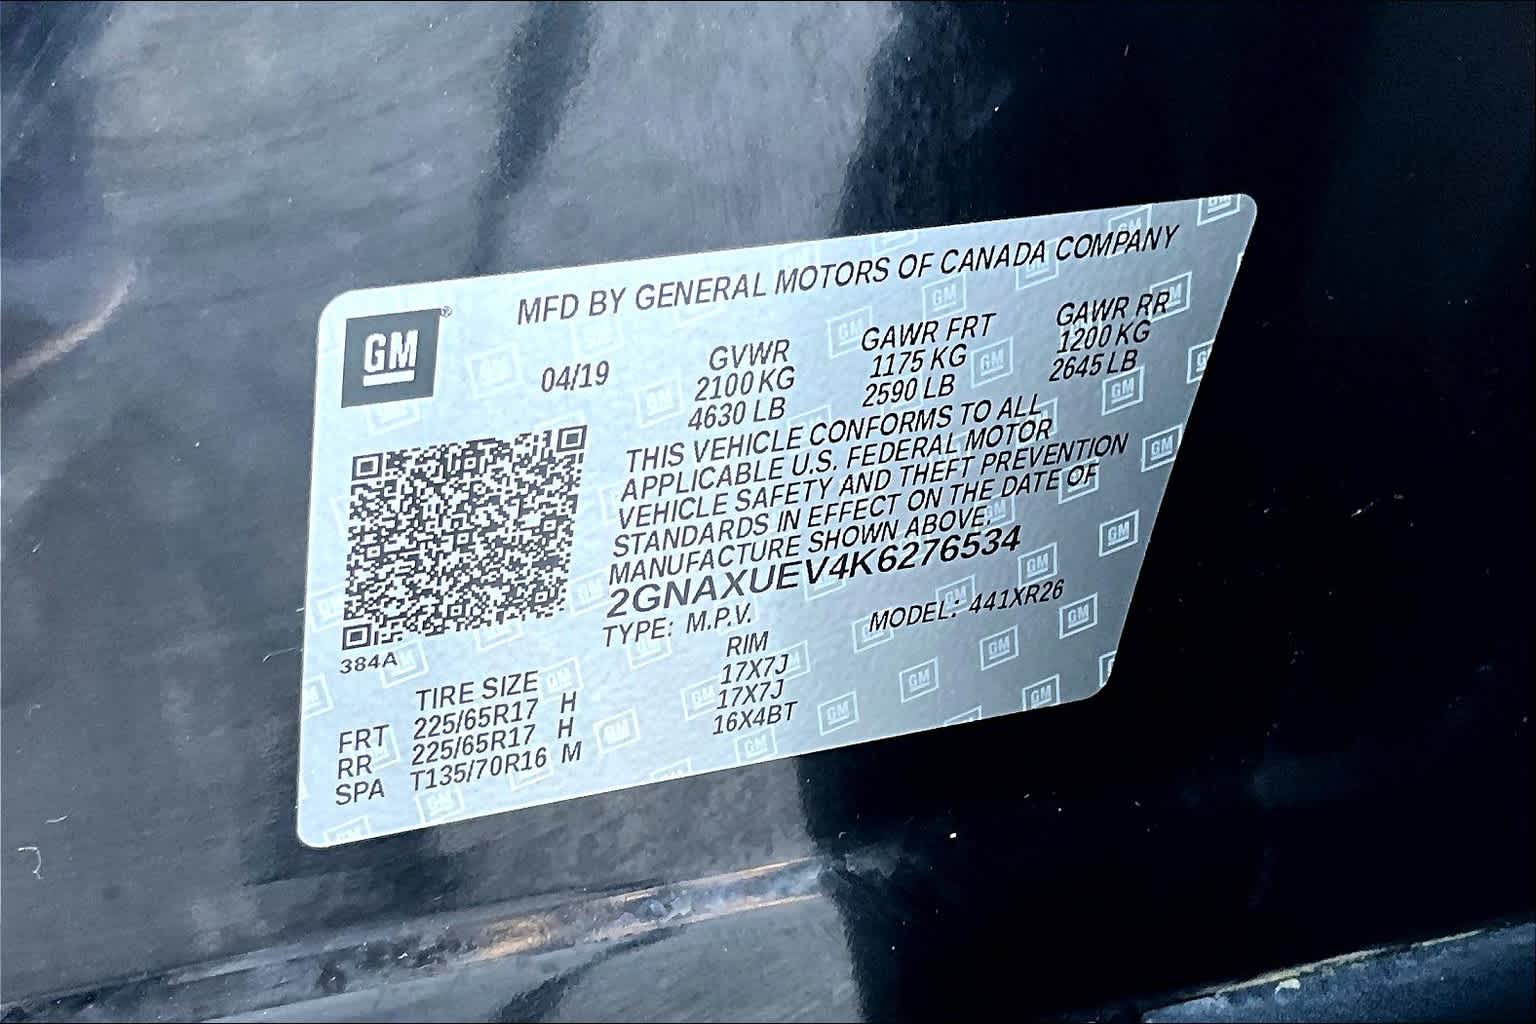 MFD BY GENERAL MOTORS OF CANADA COMPANY
GM®
04/19
GVWR
2100 KG
4630 LB
GAWR FRT
1175 KG
2590 LB
GAWR RR
1200 KG
2645 LB
THIS VEHICLE CONFORMS TO ALL
APPLICABLE U.S. FEDERAL MOTOR
VEHICLE SAFETY AND THEFT PREVENTION
STANDARDS IN EFFECT ON THE DATE OF
MANUFACTURE SHOWN ABOVE.
2GNAXUEV4K6276534
TYPE: M.P.V. MODEL: 441XR26
384A
TIRE SIZE RIM
FRT 225/65R17 H 17X7J
RR 225/65R17 H 17X7J
SPA T135/70R16 M 16X4BT